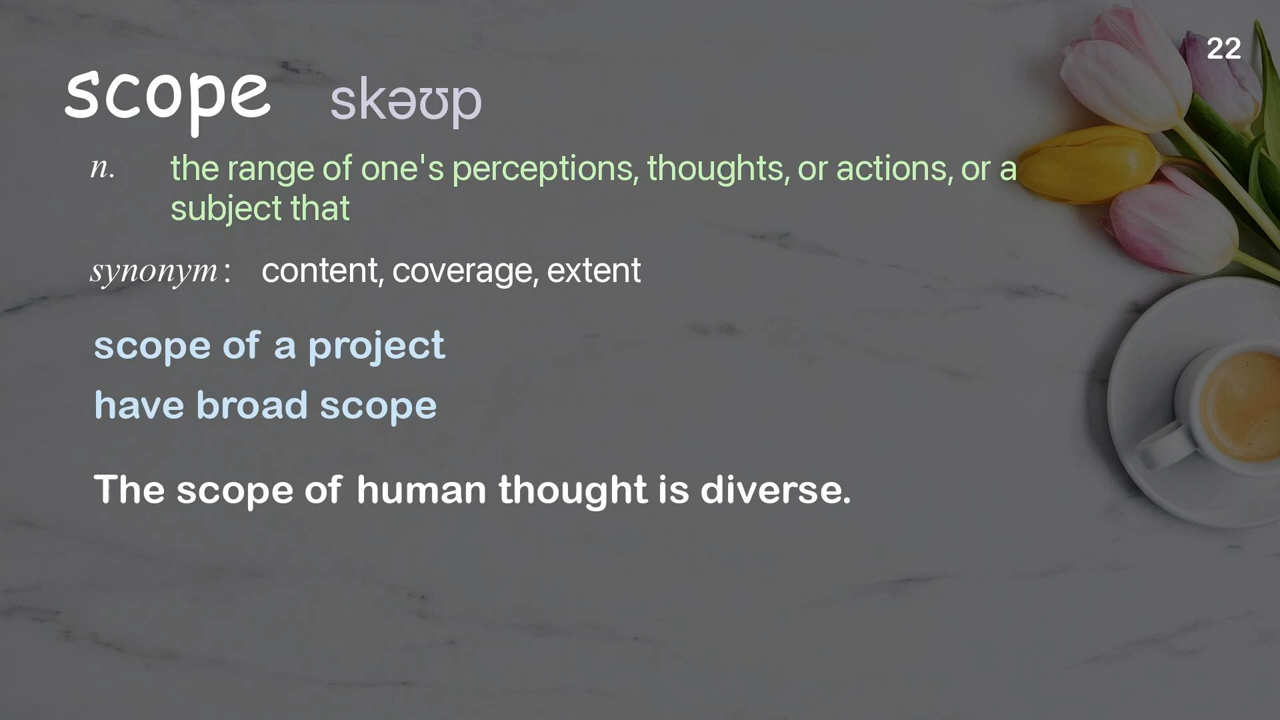 22
scope skəʊp
n. the range of one's perceptions, thoughts, or actions, or a
subject that
synonym: content, coverage, extent
scope of a project
have broad scope
The scope of human thought is diverse.